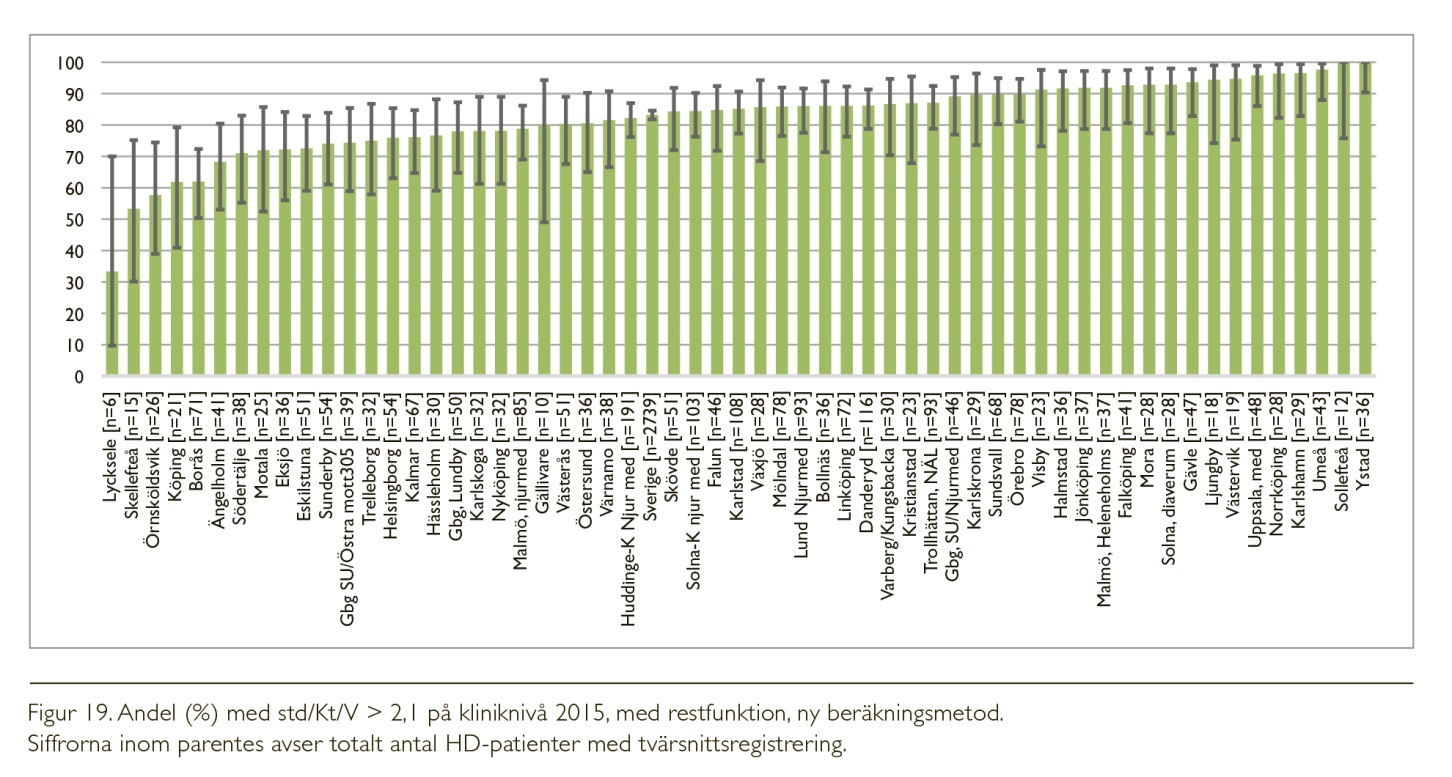 100
90
80
70
60
50
40
30
20
10
0
Lycksele [n=6]
Skellefteå [n=15]
Örnsköldsvik [n=26]
Köping [n=21]
Borås [n=71]
Ängelholm [n=41]
Södertälje [n=38]
Motala [n=25]
Eksjö [n=36]
Eskilstuna [n=51]
Sunderby [n=54]
Gbg SU/Östra mott305 [n=39]
Trelleborg [n=32]
Helsingborg [n=54]
Kalmar [n=67]
Hässleholm [n=30]
Gbg, Lundby [n=50]
Karlskoga [n=32]
Nyköping [n=32]
Malmö, njurmed [n=85]
Gällivare [n=10]
Västerås [n=51]
Östersund [n=36]
Värnamo [n=38]
Huddinge-K Njur med [n=191]
Sverige [n=2739]
Skövde [n=51]
Solna-K njur med [n=103]
Falun [n=46]
Karlstad [n=108]
Växjö [n=28]
Mölndal [n=78]
Lund Njurmed [n=93]
Bollnäs [n=36]
Linköping [n=72]
Danderyd [n=116]
Varberg/Kungsbacka [n=30]
Kristianstad [n=23]
Trollhättan, NÄL [n=93]
Gbg, SU/Njurmed [n=46]
Karlskrona [n=29]
Sundsvall [n=68]
Örebro [n=78]
Visby [n=23]
Halmstad [n=36]
Jönköping [n=37]
Malmö, Heleneholms [n=37]
Falköping [n=41]
Mora [n=28]
Solna, diaverum [n=28]
Gävle [n=47]
Ljungby [n=18]
Västervik [n=19]
Uppsala, med [n=48]
Norrköping [n=28]
Karlshamn [n=29]
Umeå [n=43]
Sollefteå [n=12]
Ystad [n=36]
Figur 19. Andel (%) med std/Kt/V > 2,1 på kliniknivå 2015, med restfunktion, ny beräkningsmetod.
Siffrorna inom parentes avser totalt antal HD-patienter med tvärsnittsregistrering.